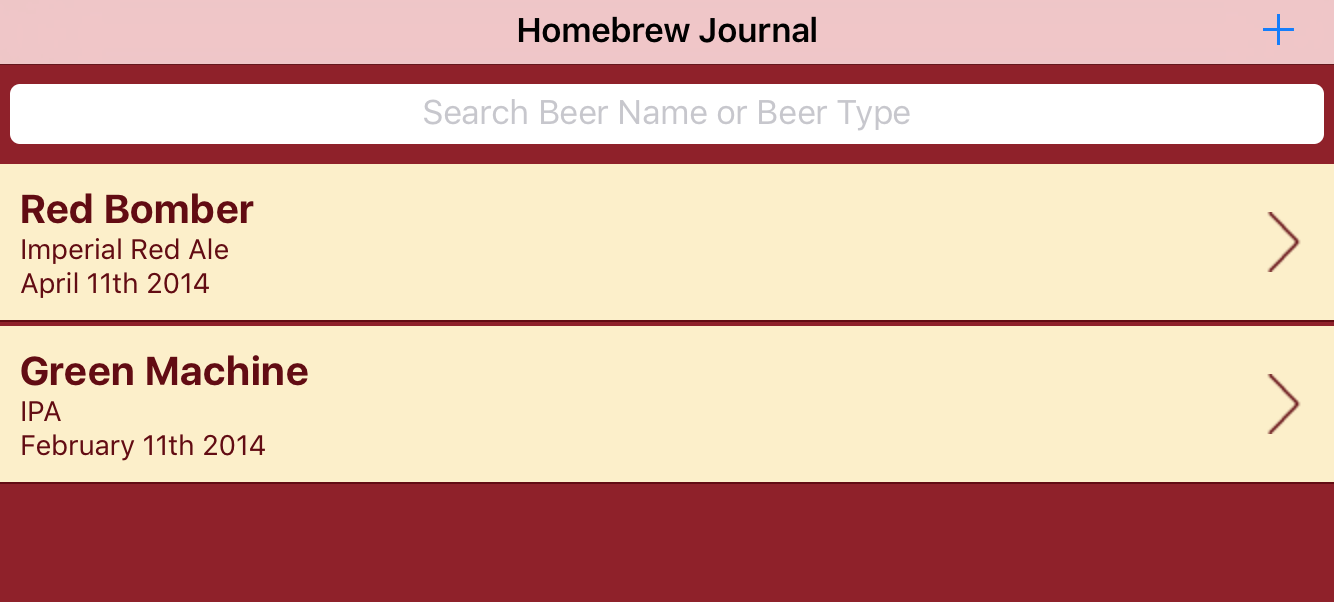 Homebrew Journal
Search Beer Name or Beer Type
Red Bomber
Imperial Red Ale
April 11th 2014
Green Machine
IPA
February 11th 2014